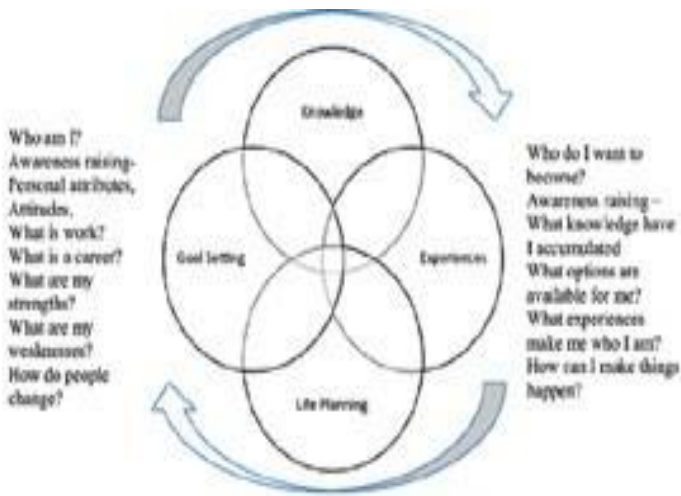 Knowledge
Who am I?
Awareness raising-
Personal attributes,
Attitudes,
What is work?
What is a career?
What are my
strengths?
What are my
weaknesses?
How do people
change?
Goal Setting
Experiences
Life Planning
Who do I want to
become?
Awareness raising –
What knowledge have
I accumulated
What options are
available for me?
What experiences
make me who I am?
How can I make things
happen?